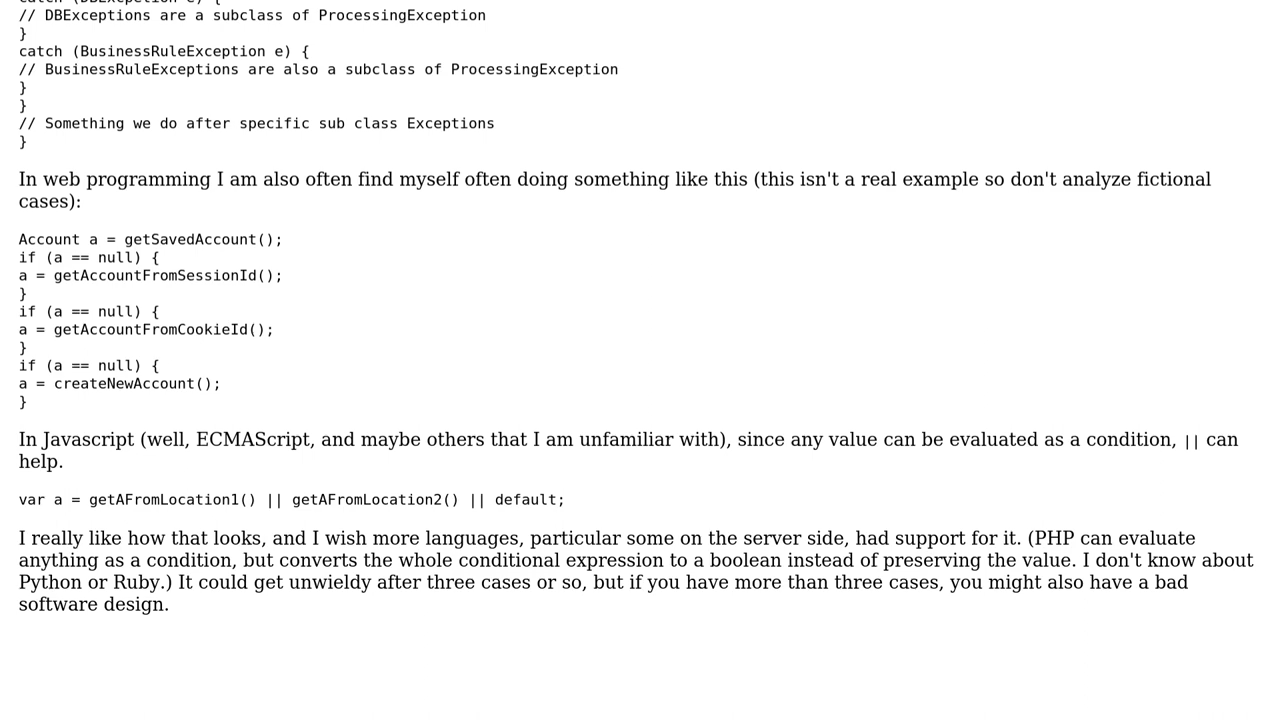 // DBExceptions are a subclass of ProcessingException
}
catch (BusinessRuleException e) {
// BusinessRuleExceptions are also a subclass of ProcessingException
}
}
// Something we do after specific sub class Exceptions
}
In web programming I am also often find myself often doing something like this (this isn't a real example so don't analyze fictional
cases):
Account a = getSavedAccount();
if (a == null) {
a = getAccountFromSessionId();
}
if (a == null) {
a = getAccountFromCookieId();
}
if (a == null) {
a = createNewAccount();
}
In Javascript (well, ECMAScript, and maybe others that I am unfamiliar with), since any value can be evaluated as a condition, || can
help.
var a = getAFromLocation1() || getAFromLocation2() || default;
I really like how that looks, and I wish more languages, particular some on the server side, had support for it. (PHP can evaluate
anything as a condition, but converts the whole conditional expression to a boolean instead of preserving the value. I don't know about
Python or Ruby.) It could get unwieldy after three cases or so, but if you have more than three cases, you might also have a bad
software design.